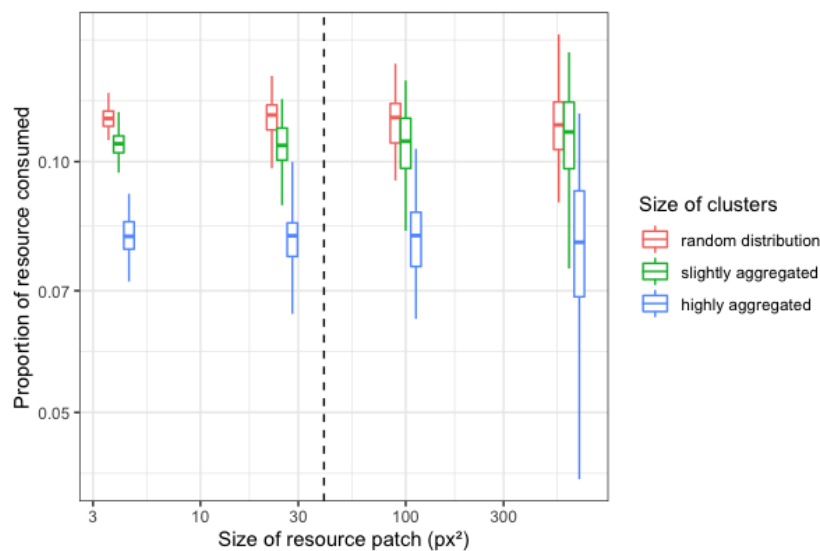 Proportion of resource consumed
0.10
0.07
0.05
3
10
30
100
300
Size of resource patch (px²)
Size of clusters
random distribution
slightly aggregated
highly aggregated